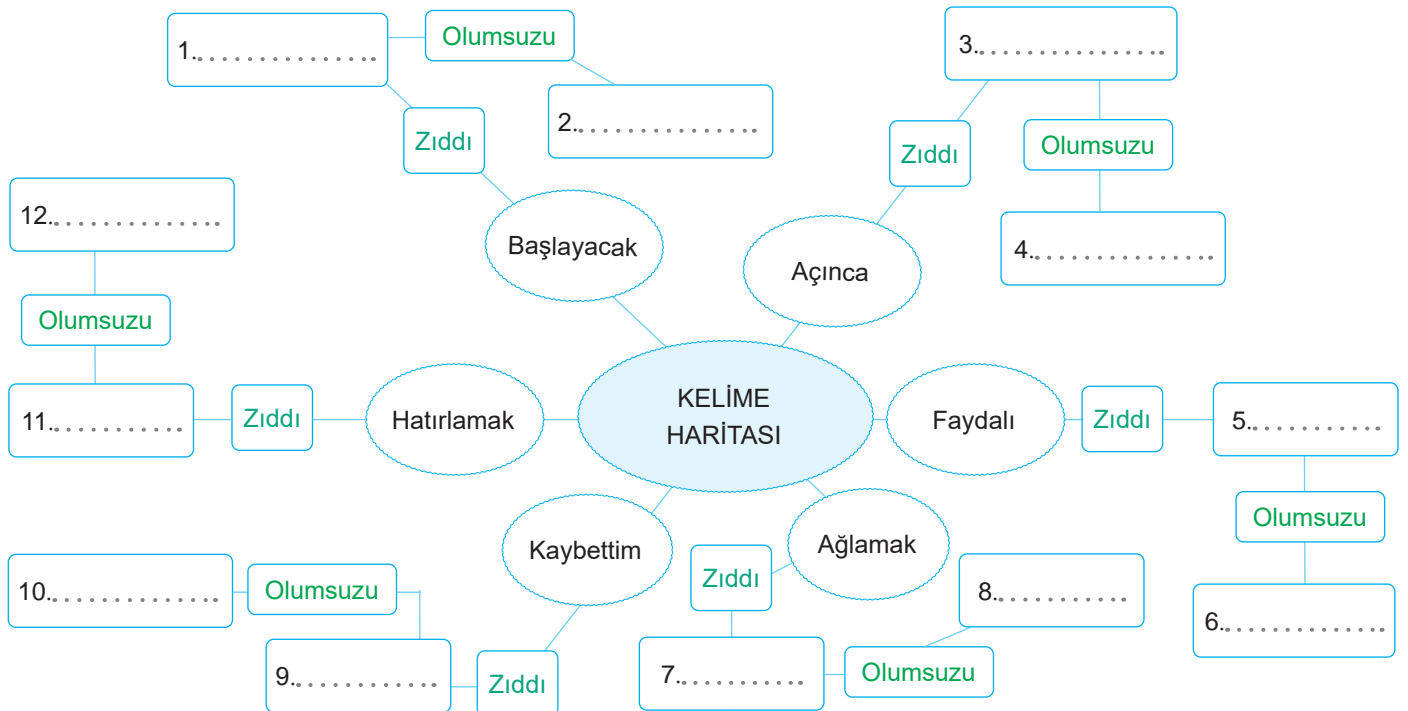 1. . . . . . . . . . . . . . . .
Olumsuzu
2. . . . . . . . . . . . . . . .
Zıddı
Başlayacak
3. . . . . . . . . . . . . . . .
Zıddı
Olumsuzu
4. . . . . . . . . . . . . . . .
Açınca
12. . . . . . . . . . . . . .
Olumsuzu
11. . . . . . . . . . .
Zıddı
Hatırlamak
KELİME
HARİTASI
Faydalı
Zıddı
5. . . . . . . . . . .
Olumsuzu
6. . . . . . . . . . . . . .
Kaybettim
Zıddı
9. . . . . . . . . . . .
Olumsuzu
10. . . . . . . . . . . . . .
Ağlamak
Zıddı
7. . . . . . . . . . .
Olumsuzu
8. . . . . . . . . . .